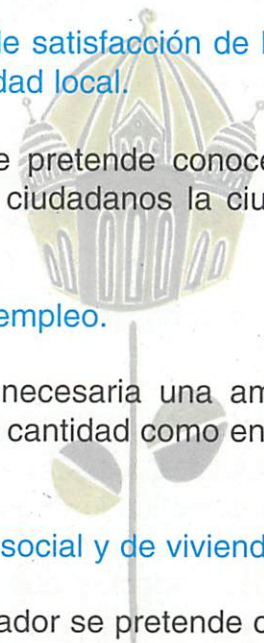 le satisfacción de
dad local.
e pretende conoce
ciudadanos la ciu
empleo.
necesaria una am
cantidad como en
social y de viviend
ador se pretende